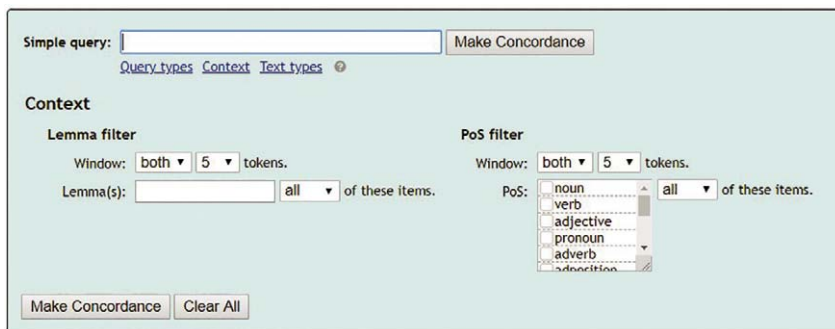 Simple query: Make Concordance
Query types Context Text types ?
Context
Lemma filter
Window: both 5 tokens.
Lemma(s): all of these items.
PoS filter
Window: both 5 tokens.
PoS: noun all of these items.
verb
adjective
pronoun
adverb
adposition
Make Concordance Clear All